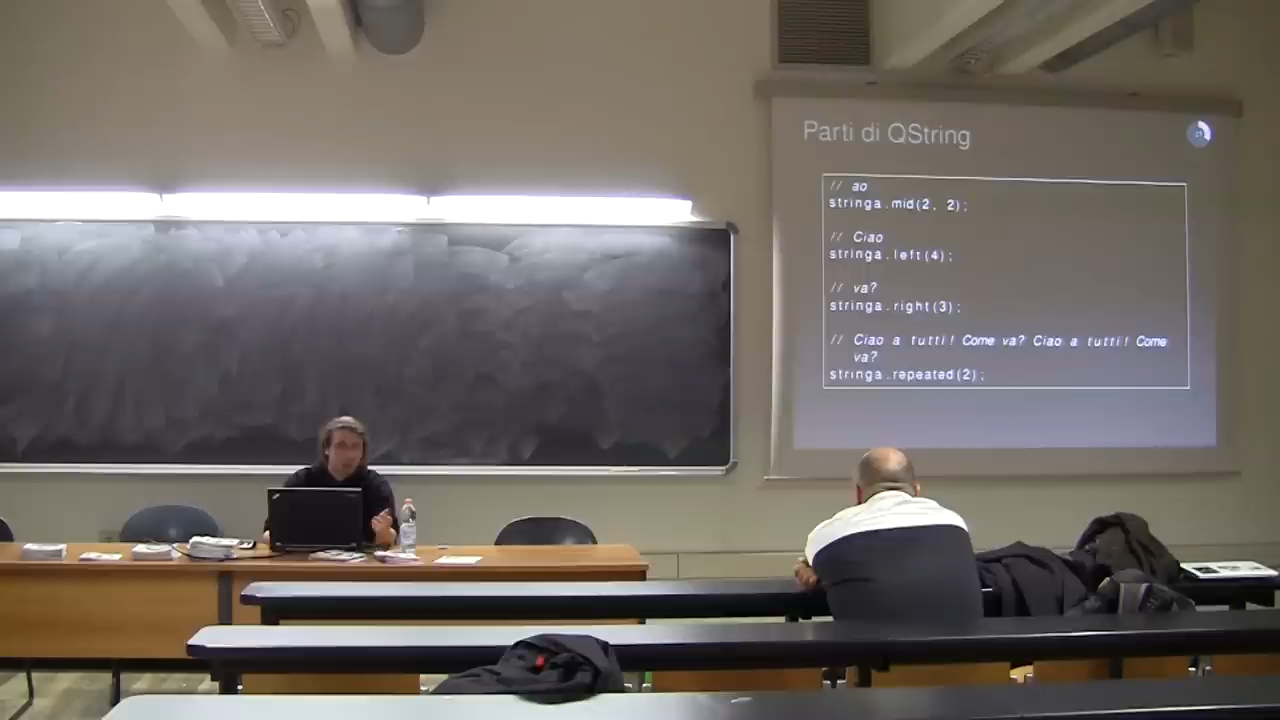 Parti di QString
// ao
stringa.mid(2, 2);
// Ciao
stringa.left(4);
// va?
stringa.right(3);
// Ciao a tutti! Come va? Ciao a tutti! Come
va?
stringa.repeated(2);